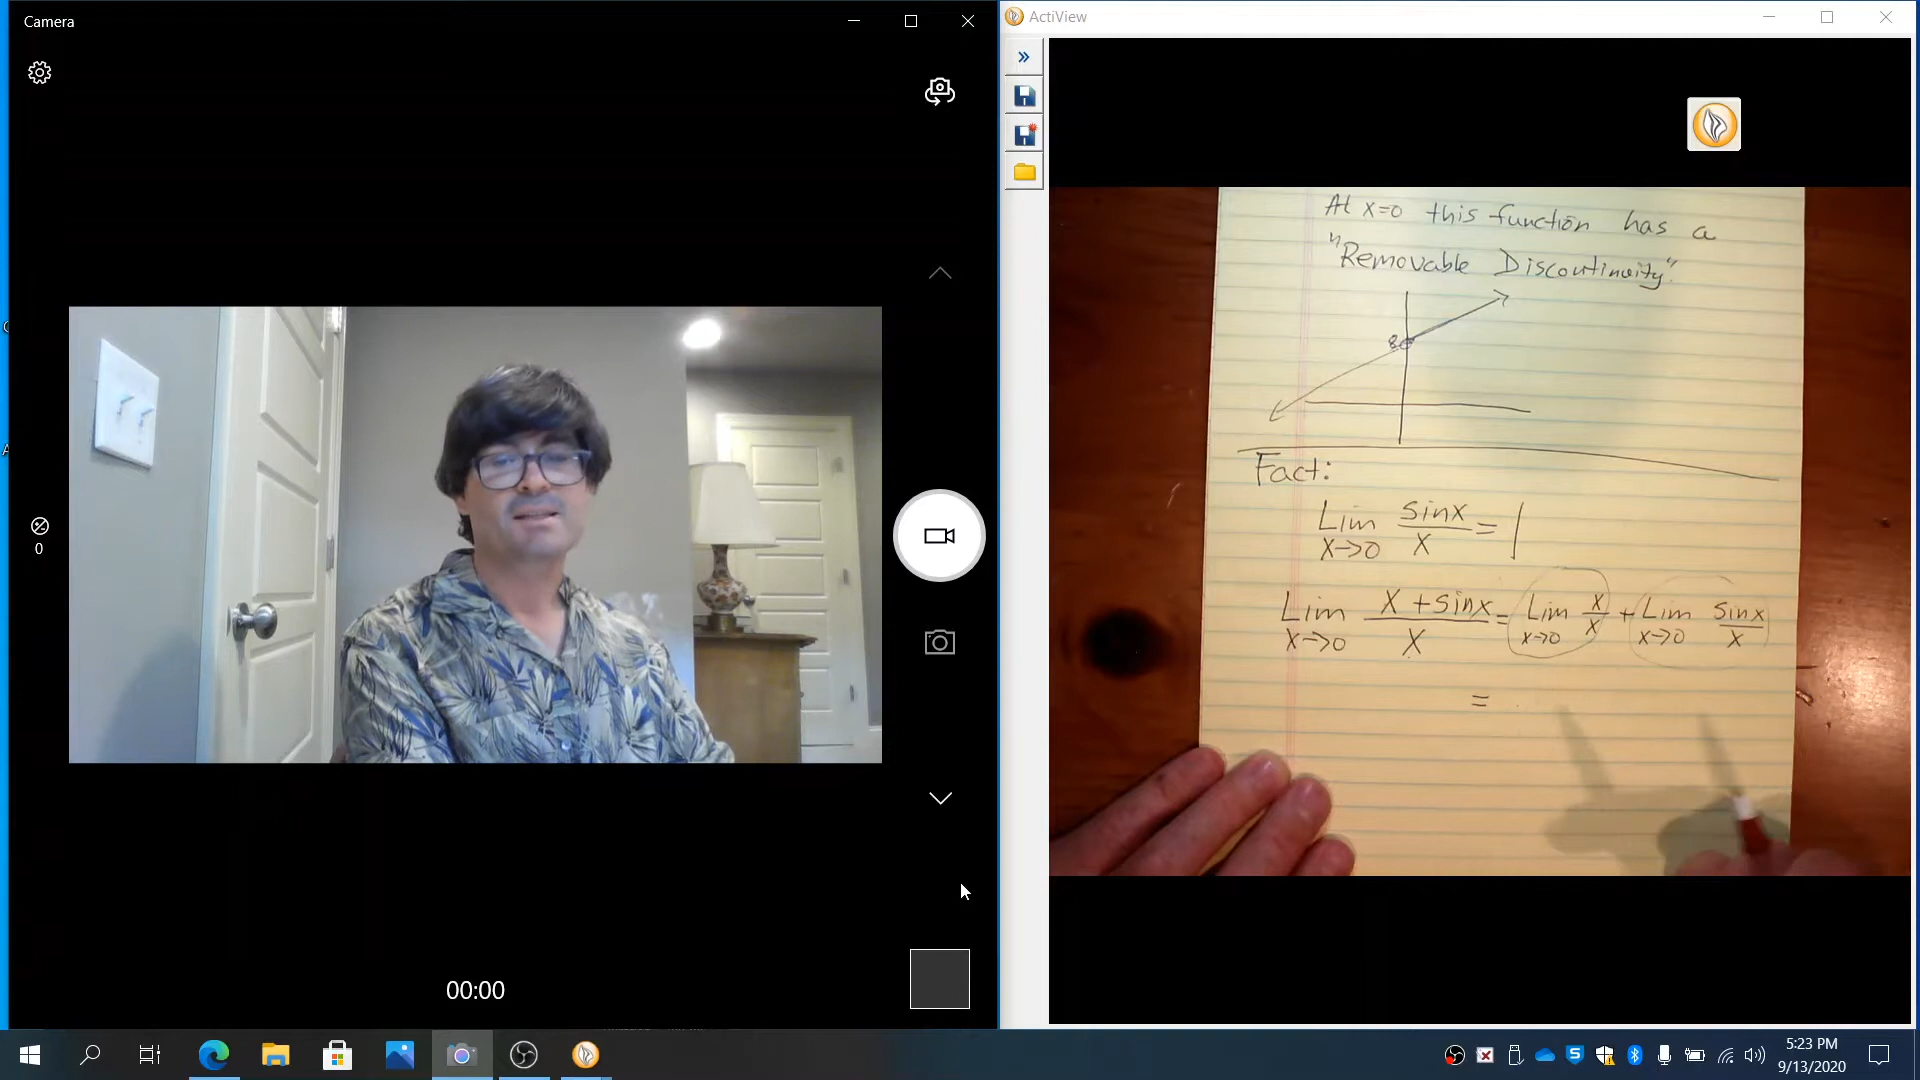 Camera
0
00:00
ActiView
At x=0 this function has a
"Removable Discontinuity".
8
Fact:
Lim x→0 sinx/x = 1
Lim x→0 x+sinx/x = Lim x→0 x/x + Lim x→0 sinx/x
=
5:23 PM
9/13/2020